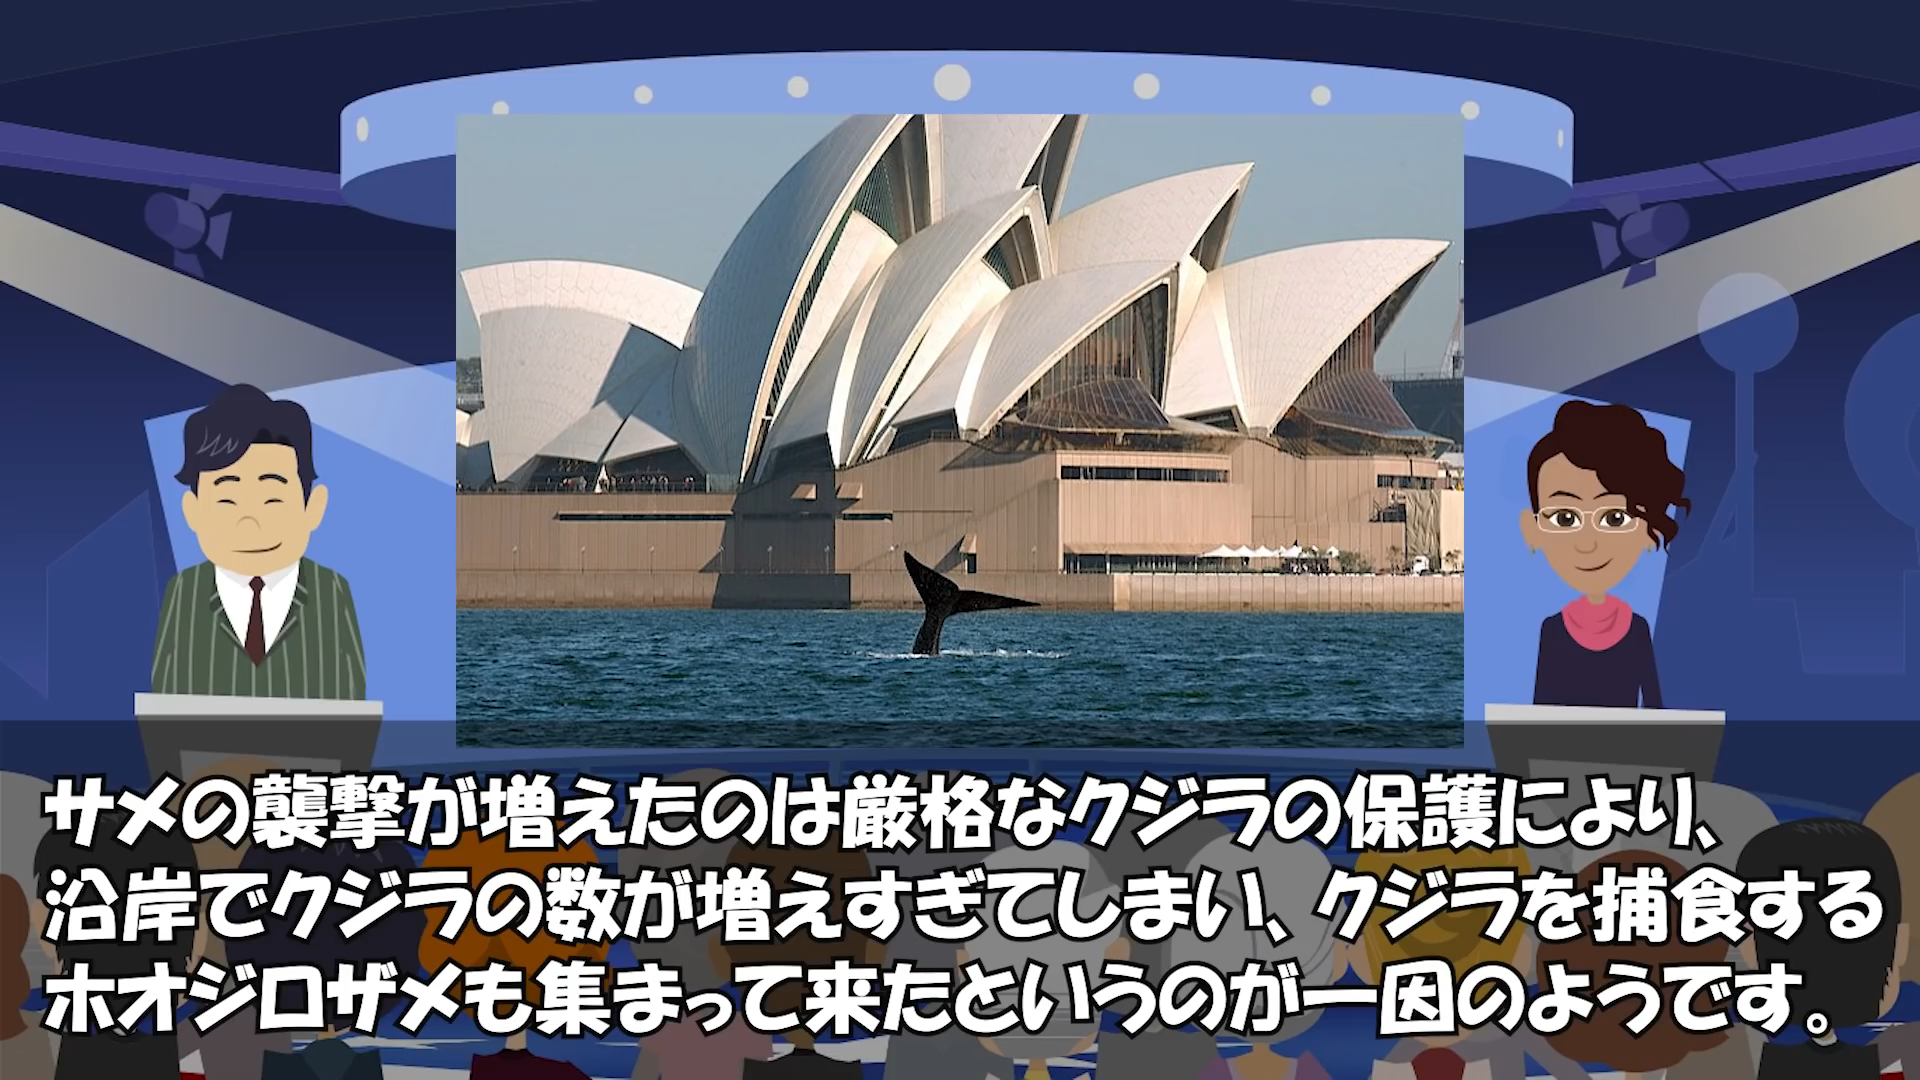 サメの襲撃が増えたのは厳格なクジラの保護により、
沿岸でクジラの数が増えすぎてしまい、クジラを捕食する
ホオジロザメも集まって来たというのが一因のようです。